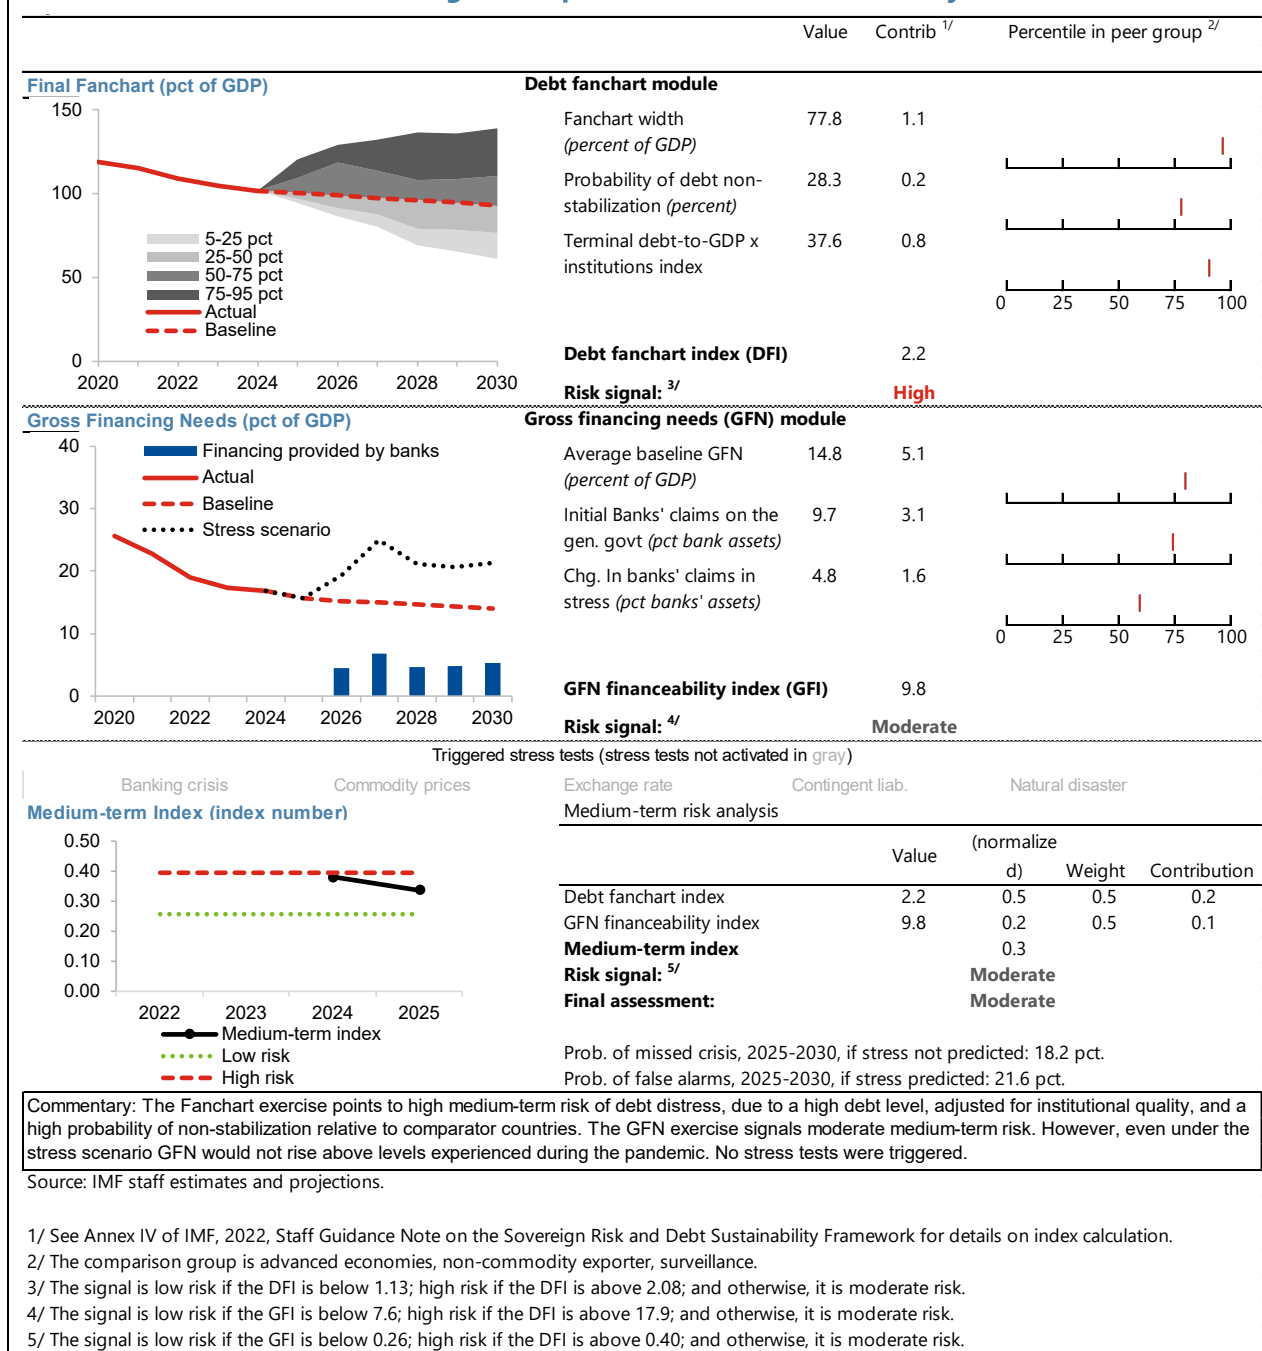 Value Contrib 1/ Percentile in peer group 2/
Final Fanchart (pct of GDP)
150
100
50
0
2020 2022 2024 2026 2028 2030
5-25 pct
25-50 pct
50-75 pct
75-95 pct
Actual
Baseline
Debt fanchart module
Fanchart width 77.8 1.1
(percent of GDP)
Probability of debt non- 28.3 0.2
stabilization (percent)
Terminal debt-to-GDP x 37.6 0.8
institutions index
0 25 50 75 100
Debt fanchart index (DFI) 2.2
Risk signal: 3/ High
Gross Financing Needs (pct of GDP)
40
30
20
10
0
2020 2022 2024 2026 2028 2030
Financing provided by banks
Actual
Baseline
Stress scenario
Gross financing needs (GFN) module
Average baseline GFN 14.8 5.1
(percent of GDP)
Initial Banks' claims on the 9.7 3.1
gen. govt (pct bank assets)
Chg. In banks' claims in 4.8 1.6
stress (pct banks' assets)
0 25 50 75 100
GFN financeability index (GFI) 9.8
Risk signal: 4/ Moderate
Triggered stress tests (stress tests not activated in gray)
Banking crisis Commodity prices Exchange rate Contingent liab. Natural disaster
Medium-term Index (index number)
0.50
0.40
0.30
0.20
0.10
0.00
2022 2023 2024 2025
Medium-term index
Low risk
High risk
Medium-term risk analysis
Value (normalize
d) Weight Contribution
Debt fanchart index 2.2 0.5 0.5 0.2
GFN financeability index 9.8 0.2 0.5 0.1
Medium-term index 0.3
Risk signal: 5/ Moderate
Final assessment: Moderate
Prob. of missed crisis, 2025-2030, if stress not predicted: 18.2 pct.
Prob. of false alarms, 2025-2030, if stress predicted: 21.6 pct.
Commentary: The Fanchart exercise points to high medium-term risk of debt distress, due to a high debt level, adjusted for institutional quality, and a
high probability of non-stabilization relative to comparator countries. The GFN exercise signals moderate medium-term risk. However, even under the
stress scenario GFN would not rise above levels experienced during the pandemic. No stress tests were triggered.
Source: IMF staff estimates and projections.
1/ See Annex IV of IMF, 2022, Staff Guidance Note on the Sovereign Risk and Debt Sustainability Framework for details on index calculation.
2/ The comparison group is advanced economies, non-commodity exporter, surveillance.
3/ The signal is low risk if the DFI is below 1.13; high risk if the DFI is above 2.08; and otherwise, it is moderate risk.
4/ The signal is low risk if the GFI is below 7.6; high risk if the DFI is above 17.9; and otherwise, it is moderate risk.
5/ The signal is low risk if the GFI is below 0.26; high risk if the DFI is above 0.40; and otherwise, it is moderate risk.